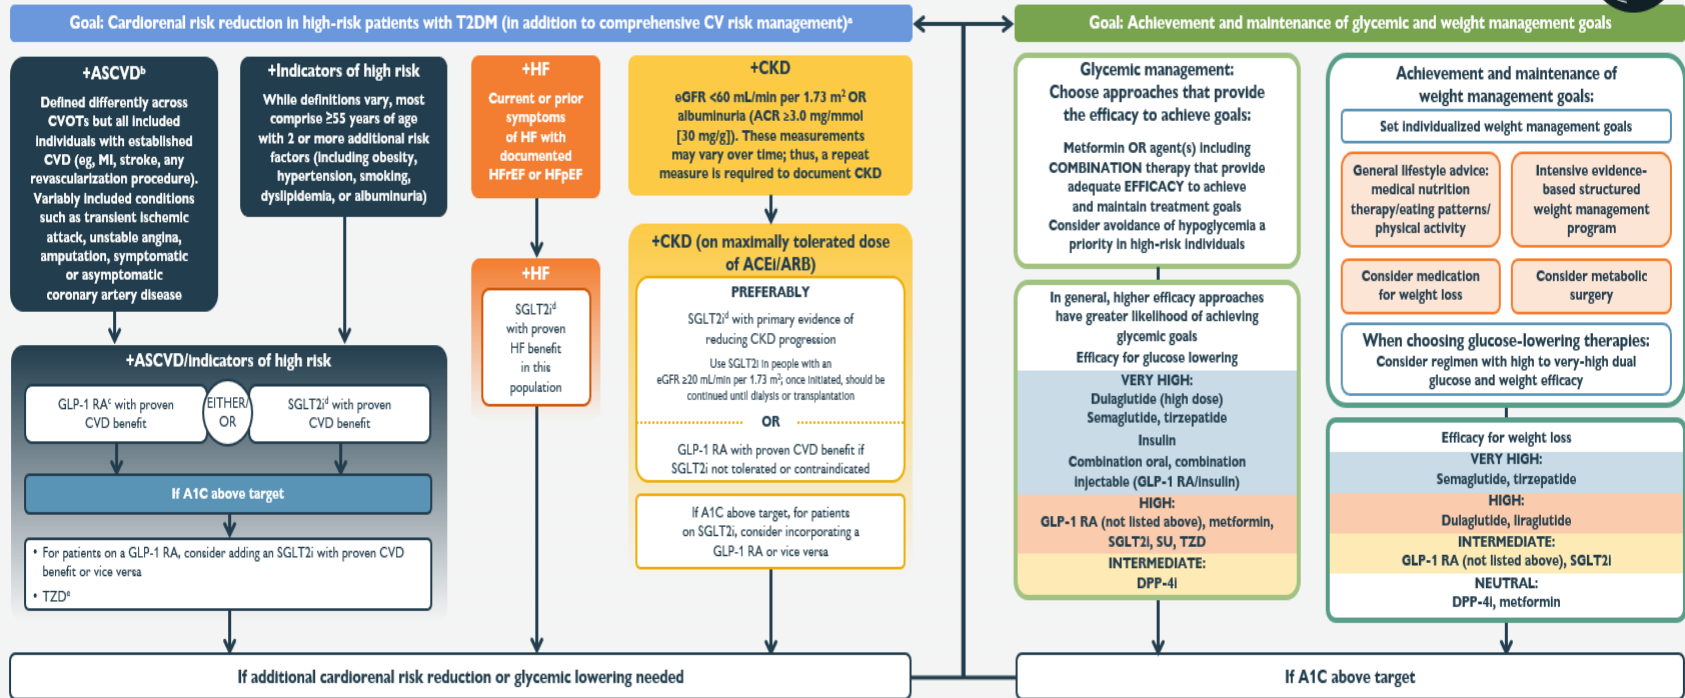 Goal: Cardiorenal risk reduction in high-risk patients with T2DM (in addition to comprehensive CV risk management)ᵃ
+ASCVDᵇ
Defined differently across
CVOTs but all included
individuals with established
CVD (eg, MI, stroke, any
revascularization procedure).
Variably included conditions
such as transient ischemic
attack, unstable angina,
amputation, symptomatic
or asymptomatic
coronary artery disease
+Indicators of high risk
While definitions vary, most
comprise ≥55 years of age
with 2 or more additional risk
factors (including obesity,
hypertension, smoking,
dyslipidemia, or albuminuria)
+ASCVD/Indicators of high risk
GLP-1 RAᶜ with proven
CVD benefit
EITHER/
OR
SGLT2iᵈ with proven
CVD benefit
If A1C above target
• For patients on a GLP-1 RA, consider adding an SGLT2i with proven CVD
benefit or vice versa
• TZDᵉ
+HF
Current or prior
symptoms
of HF with
documented
HFrEF or HFpEF
+HF
SGLT2iᵈ
with proven
HF benefit
in this
population
+CKD
eGFR <60 mL/min per 1.73 m² OR
albuminuria (ACR ≥3.0 mg/mmol
[30 mg/g]). These measurements
may vary over time; thus, a repeat
measure is required to document CKD
+CKD (on maximally tolerated dose
of ACEi/ARB)
PREFERABLY
SGLT2iᵈ with primary evidence of
reducing CKD progression
Use SGLT2i in people with an
eGFR ≥20 mL/min per 1.73 m²; once initiated, should be
continued until dialysis or transplantation
OR
GLP-1 RA with proven CVD benefit if
SGLT2i not tolerated or contraindicated
If A1C above target, for patients
on SGLT2i, consider incorporating a
GLP-1 RA or vice versa
If additional cardiorenal risk reduction or glycemic lowering needed
Goal: Achievement and maintenance of glycemic and weight management goals
Glycemic management:
Choose approaches that provide
the efficacy to achieve goals:
Metformin OR agent(s) including
COMBINATION therapy that provide
adequate EFFICACY to achieve
and maintain treatment goals
Consider avoidance of hypoglycemia a
priority in high-risk individuals
In general, higher efficacy approaches
have greater likelihood of achieving
glycemic goals
Efficacy for glucose lowering
VERY HIGH:
Dulaglutide (high dose)
Semaglutide, tirzepatide
Insulin
Combination oral, combination
injectable (GLP-1 RA/insulin)
HIGH:
GLP-1 RA (not listed above), metformin,
SGLT2i, SU, TZD
INTERMEDIATE:
DPP-4i
Achievement and maintenance of
weight management goals:
Set individualized weight management goals
General lifestyle advice:
medical nutrition
therapy/eating patterns/
physical activity
Intensive evidence-
based structured
weight management
program
Consider medication
for weight loss
Consider metabolic
surgery
When choosing glucose-lowering therapies:
Consider regimen with high to very-high dual
glucose and weight efficacy
Efficacy for weight loss
VERY HIGH:
Semaglutide, tirzepatide
HIGH:
Dulaglutide, liraglutide
INTERMEDIATE:
GLP-1 RA (not listed above), SGLT2i
NEUTRAL:
DPP-4i, metformin
If A1C above target